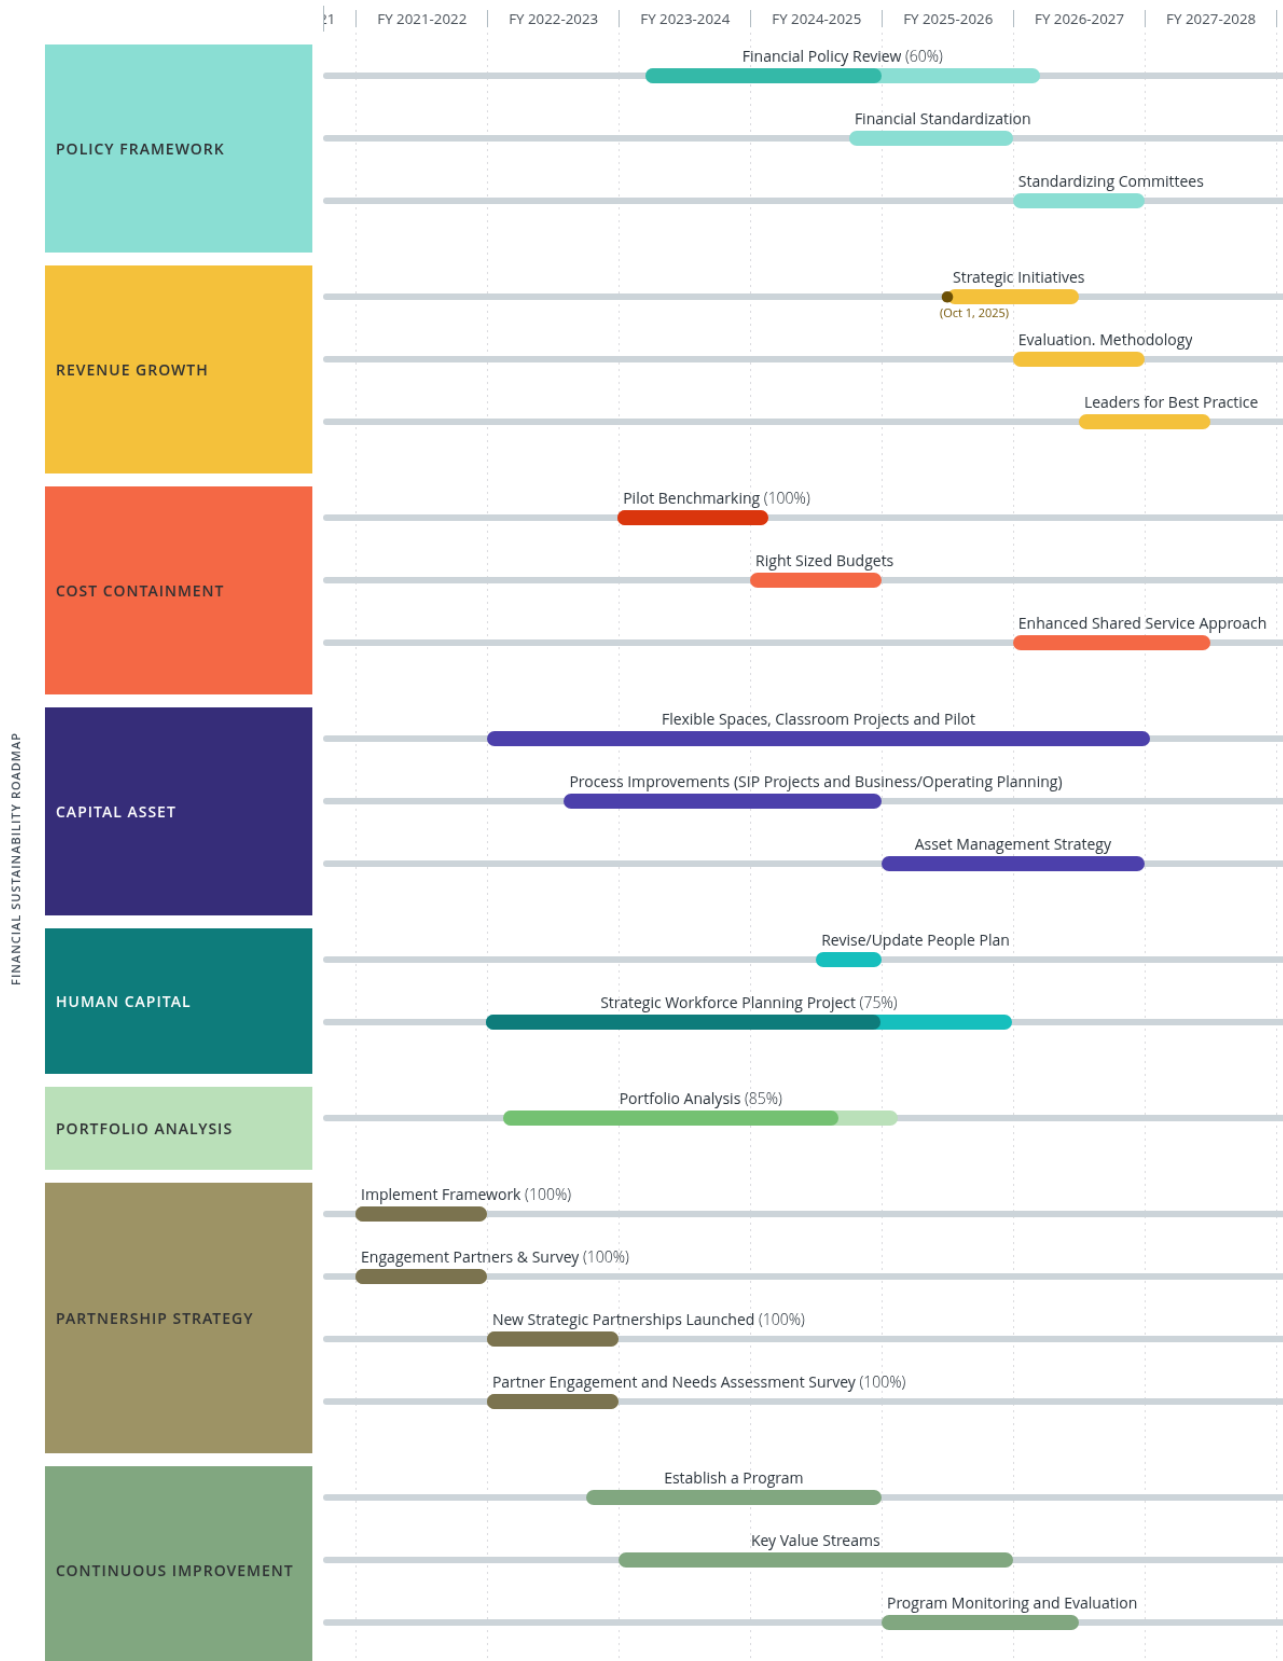 21 FY 2021-2022 FY 2022-2023 FY 2023-2024 FY 2024-2025 FY 2025-2026 FY 2026-2027 FY 2027-2028
FINANCIAL SUSTAINABILITY ROADMAP
POLICY FRAMEWORK
Financial Policy Review (60%)
Financial Standardization
Standardizing Committees
REVENUE GROWTH
Strategic Initiatives
(Oct 1, 2025)
Evaluation. Methodology
Leaders for Best Practice
COST CONTAINMENT
Pilot Benchmarking (100%)
Right Sized Budgets
Enhanced Shared Service Approach
CAPITAL ASSET
Flexible Spaces, Classroom Projects and Pilot
Process Improvements (SIP Projects and Business/Operating Planning)
Asset Management Strategy
HUMAN CAPITAL
Revise/Update People Plan
Strategic Workforce Planning Project (75%)
PORTFOLIO ANALYSIS
Portfolio Analysis (85%)
PARTNERSHIP STRATEGY
Implement Framework (100%)
Engagement Partners & Survey (100%)
New Strategic Partnerships Launched (100%)
Partner Engagement and Needs Assessment Survey (100%)
CONTINUOUS IMPROVEMENT
Establish a Program
Key Value Streams
Program Monitoring and Evaluation